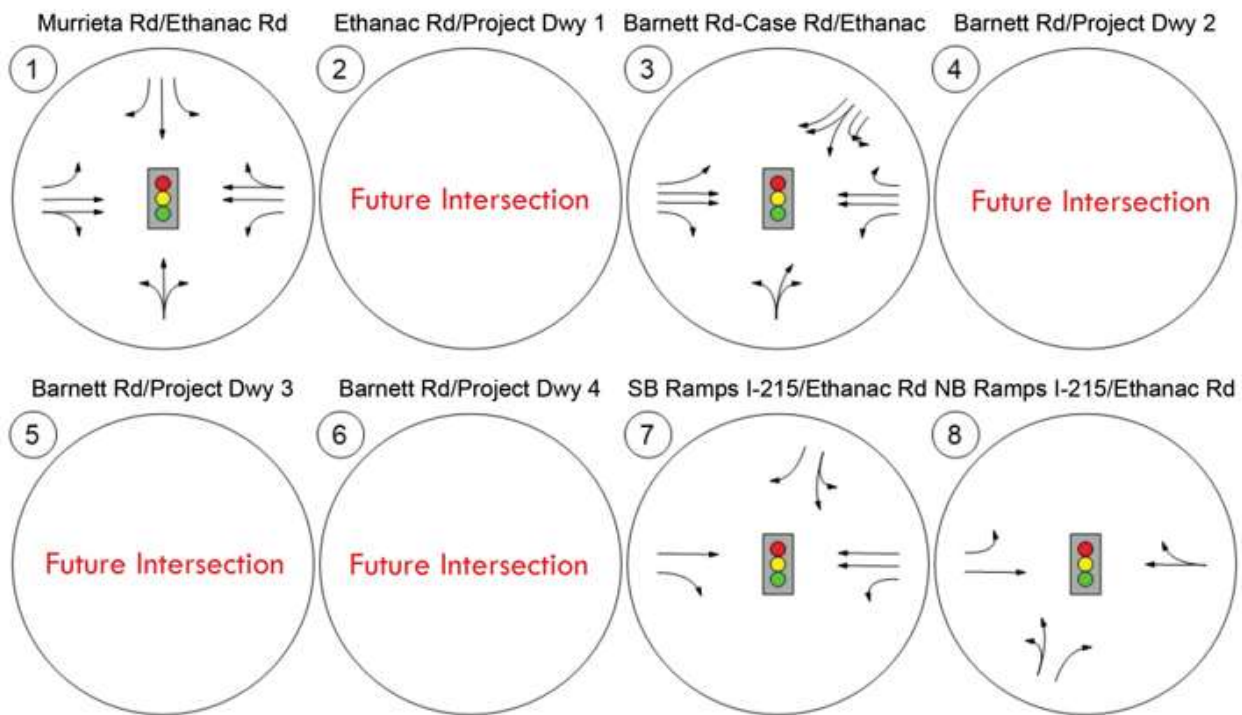 Murrieta Rd/Ethanac Rd
1
Ethanac Rd/Project Dwy 1
2
Future Intersection
Barnett Rd-Case Rd/Ethanac
3
Barnett Rd/Project Dwy 2
4
Future Intersection
Barnett Rd/Project Dwy 3
5
Future Intersection
Barnett Rd/Project Dwy 4
6
Future Intersection
SB Ramps I-215/Ethanac Rd
7
NB Ramps I-215/Ethanac Rd
8